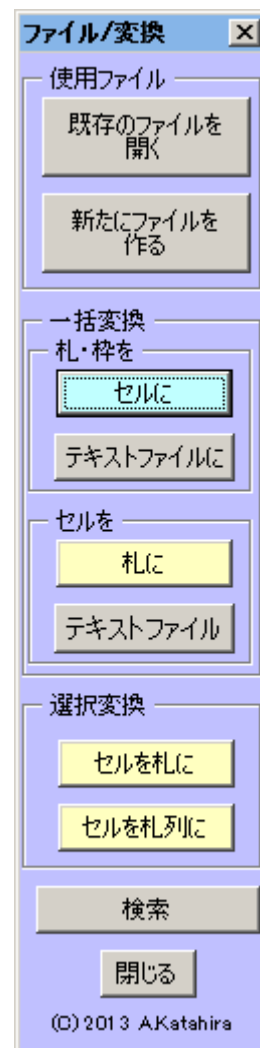 ファイル/変換
使用ファイル
既存のファイルを
開く
新たにファイルを
作る
一括変換
札・枠を
セルに
テキストファイルに
セルを
札に
テキストファイル
選択変換
セルを札に
セルを札列に
検索
閉じる
(C)2013 A.Katahira